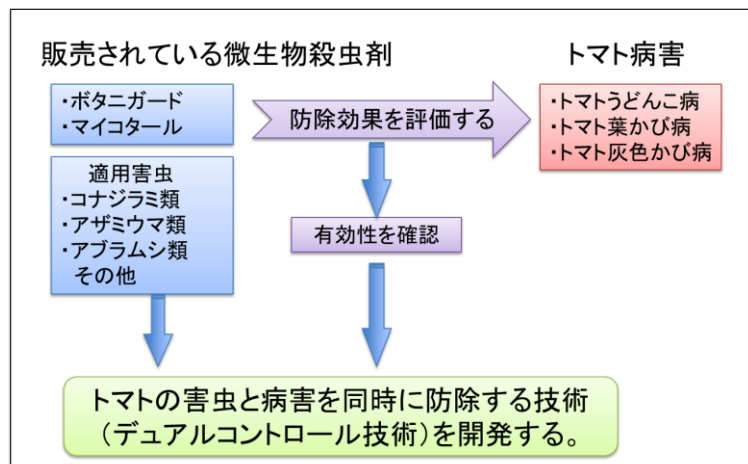 販売されている微生物殺虫剤
トマト病害
・ボタニガード
・マイコタール
防除効果を評価する
・トマトうどんこ病
・トマト葉かび病
・トマト灰色かび病
適用害虫
・コナジラミ類
・アザミウマ類
・アブラムシ類
その他
有効性を確認
トマトの害虫と病害を同時に防除する技術
（デュアルコントロール技術）を開発する。